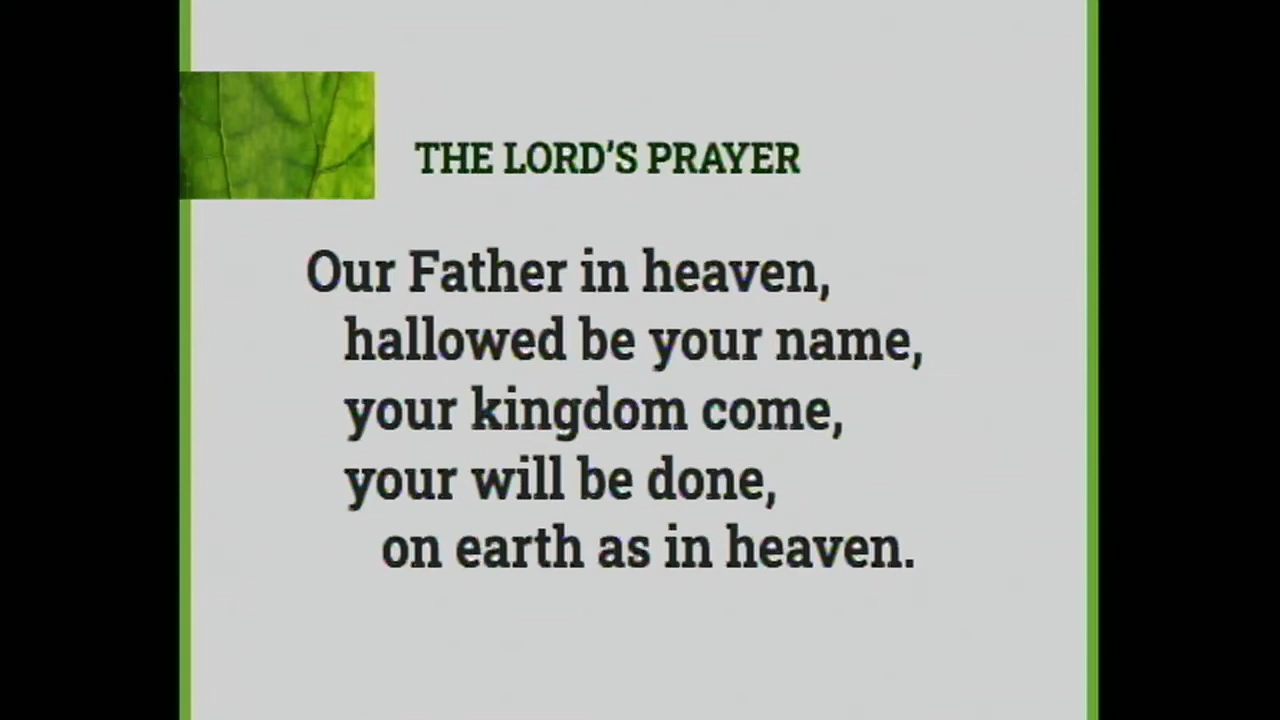 THE LORD'S PRAYER
Our Father in heaven,
hallowed be your name,
your kingdom come,
your will be done,
on earth as in heaven.